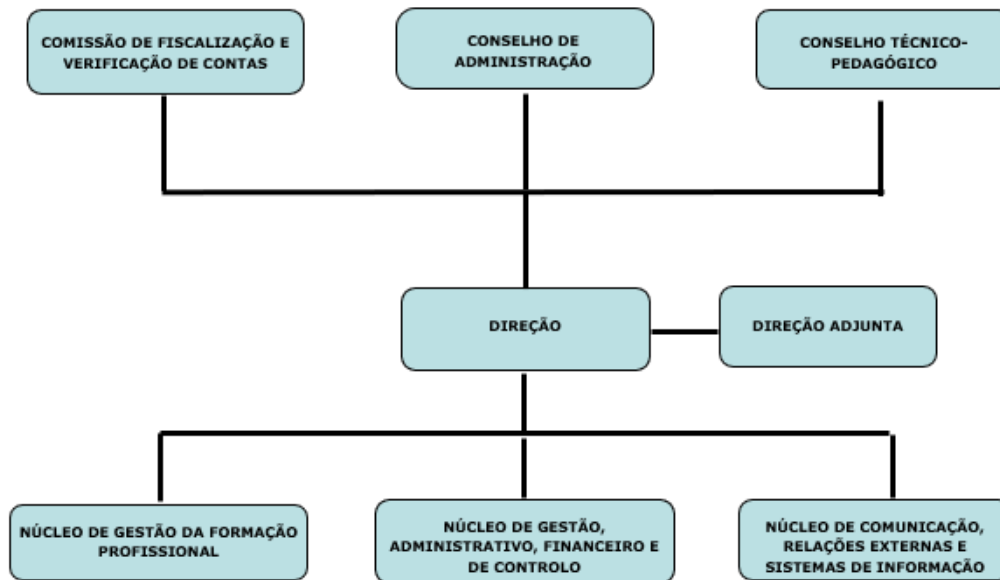 COMISSÃO DE FISCALIZAÇÃO E
VERIFICAÇÃO DE CONTAS
CONSELHO DE
ADMINISTRAÇÃO
CONSELHO TÉCNICO-
PEDAGÓGICO
DIREÇÃO
DIREÇÃO ADJUNTA
NÚCLEO DE GESTÃO DA FORMAÇÃO
PROFISSIONAL
NÚCLEO DE GESTÃO,
ADMINISTRATIVO, FINANCEIRO E
DE CONTROLO
NÚCLEO DE COMUNICAÇÃO,
RELAÇÕES EXTERNAS E
SISTEMAS DE INFORMAÇÃO